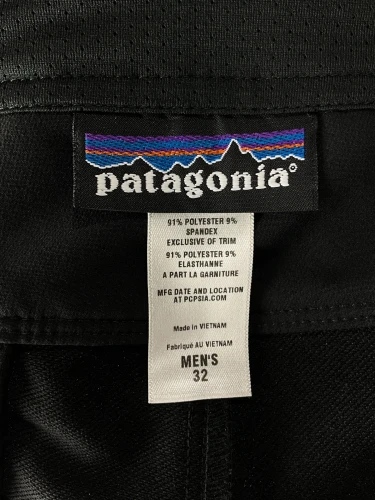 patagonia®
91% POLYESTER 9%
SPANDEX
EXCLUSIVE OF TRIM
91% POLYESTER 9%
ELASTHANNE
A PART LA GARNITURE
MFG DATE AND LOCATION
AT PCPSIA.COM
Made in VIETNAM
Fabriqué AU VIETNAM
MEN'S
32